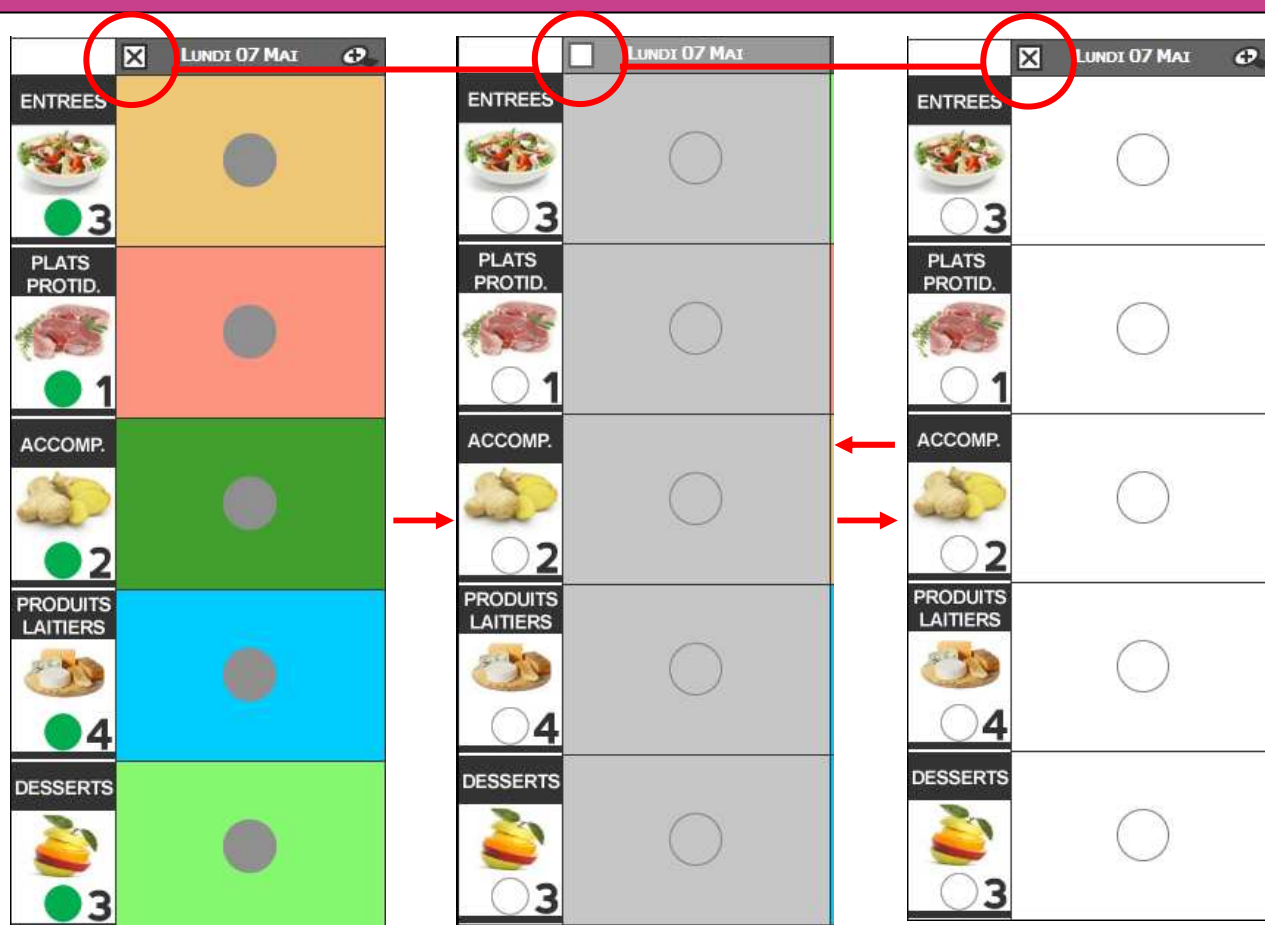 LUNDI 07 MAI
ENTREES
3
PLATS
PROTID.
1
ACCOMP.
2
PRODUITS
LAITIERS
4
DESSERTS
3
LUNDI 07 MAI
ENTREES
3
PLATS
PROTID.
1
ACCOMP.
2
PRODUITS
LAITIERS
4
DESSERTS
3
LUNDI 07 MAI
ENTREES
3
PLATS
PROTID.
1
ACCOMP.
2
PRODUITS
LAITIERS
4
DESSERTS
3